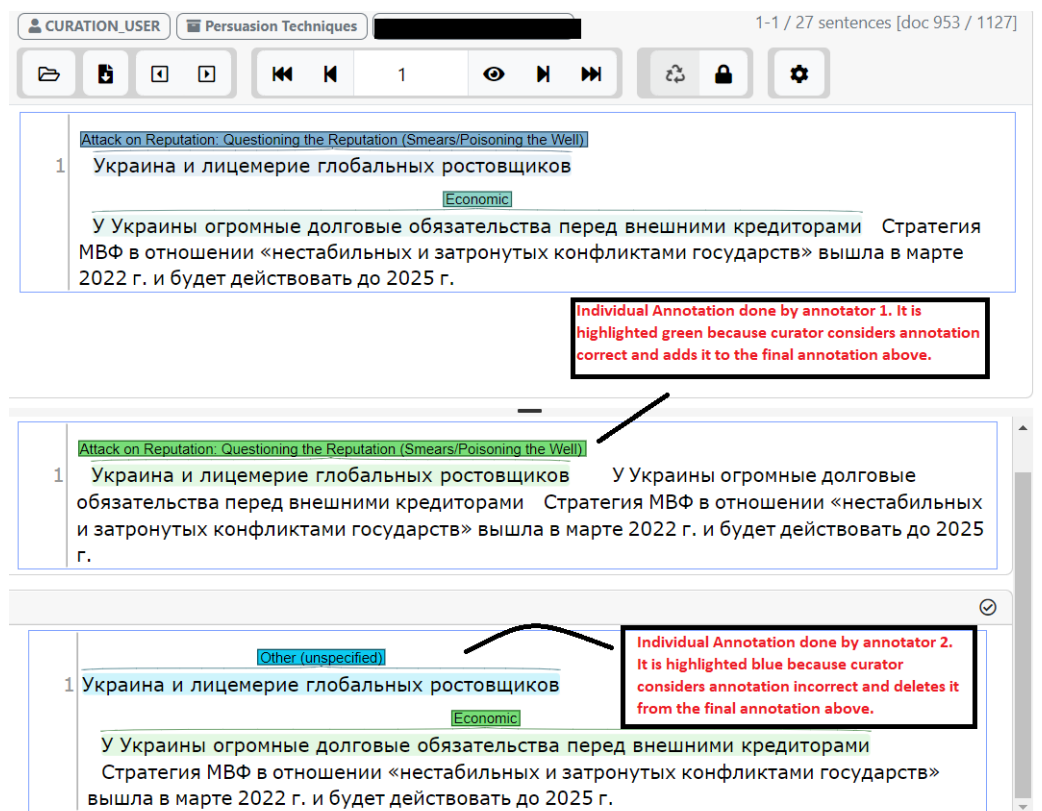 CURATION_USER Persuasion Techniques 1-1 / 27 sentences [doc 953 / 1127]
1
Attack on Reputation: Questioning the Reputation (Smears/Poisoning the Well)
1 Украина и лицемерие глобальных ростовщиков
Economic
У Украины огромные долговые обязательства перед внешними кредиторами Стратегия
МВФ в отношении «нестабильных и затронутых конфликтами государств» вышла в марте
2022 г. и будет действовать до 2025 г.
Individual Annotation done by annotator 1. It is
highlighted green because curator considers annotation
correct and adds it to the final annotation above.
Attack on Reputation: Questioning the Reputation (Smears/Poisoning the Well)
1 Украина и лицемерие глобальных ростовщиков У Украины огромные долговые
обязательства перед внешними кредиторами Стратегия МВФ в отношении «нестабильных
и затронутых конфликтами государств» вышла в марте 2022 г. и будет действовать до 2025
г.
Other (unspecified)
1 Украина и лицемерие глобальных ростовщиков
Individual Annotation done by annotator 2.
It is highlighted blue because curator
considers annotation incorrect and deletes it
from the final annotation above.
Economic
У Украины огромные долговые обязательства перед внешними кредиторами
Стратегия МВФ в отношении «нестабильных и затронутых конфликтами государств»
вышла в марте 2022 г. и будет действовать до 2025 г.